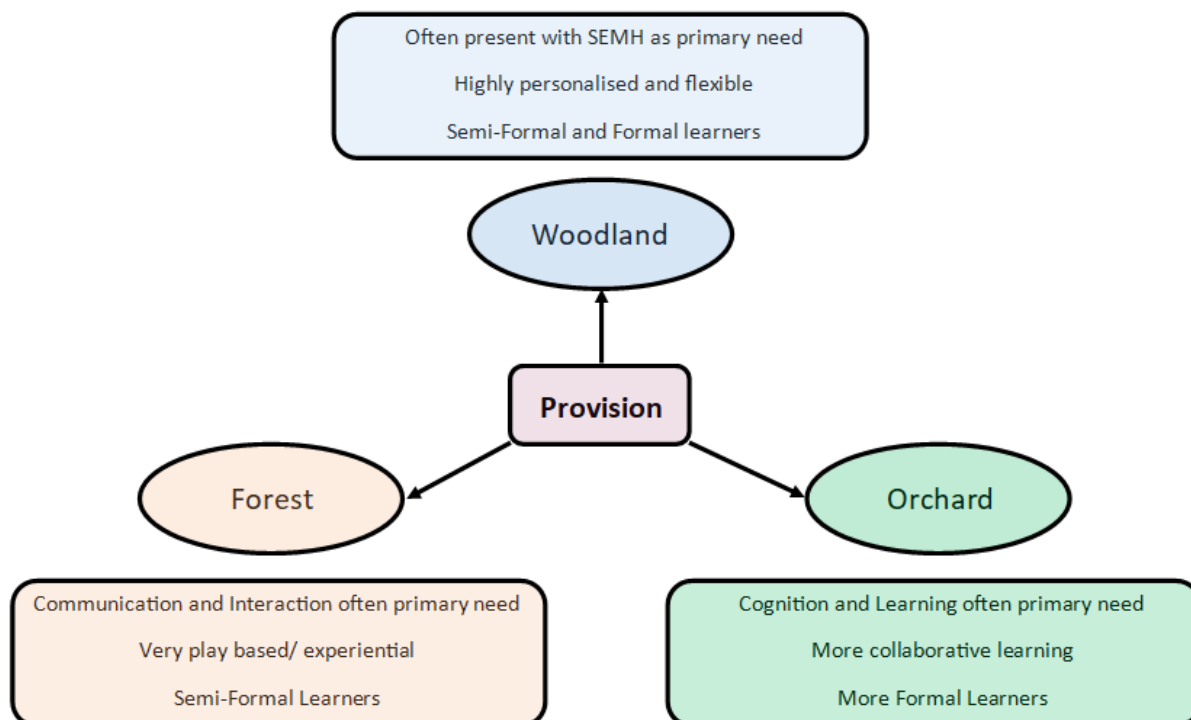 Often present with SEMH as primary need
Highly personalised and flexible
Semi-Formal and Formal learners
Woodland
Provision
Forest
Orchard
Communication and Interaction often primary need
Very play based/ experiential
Semi-Formal Learners
Cognition and Learning often primary need
More collaborative learning
More Formal Learners